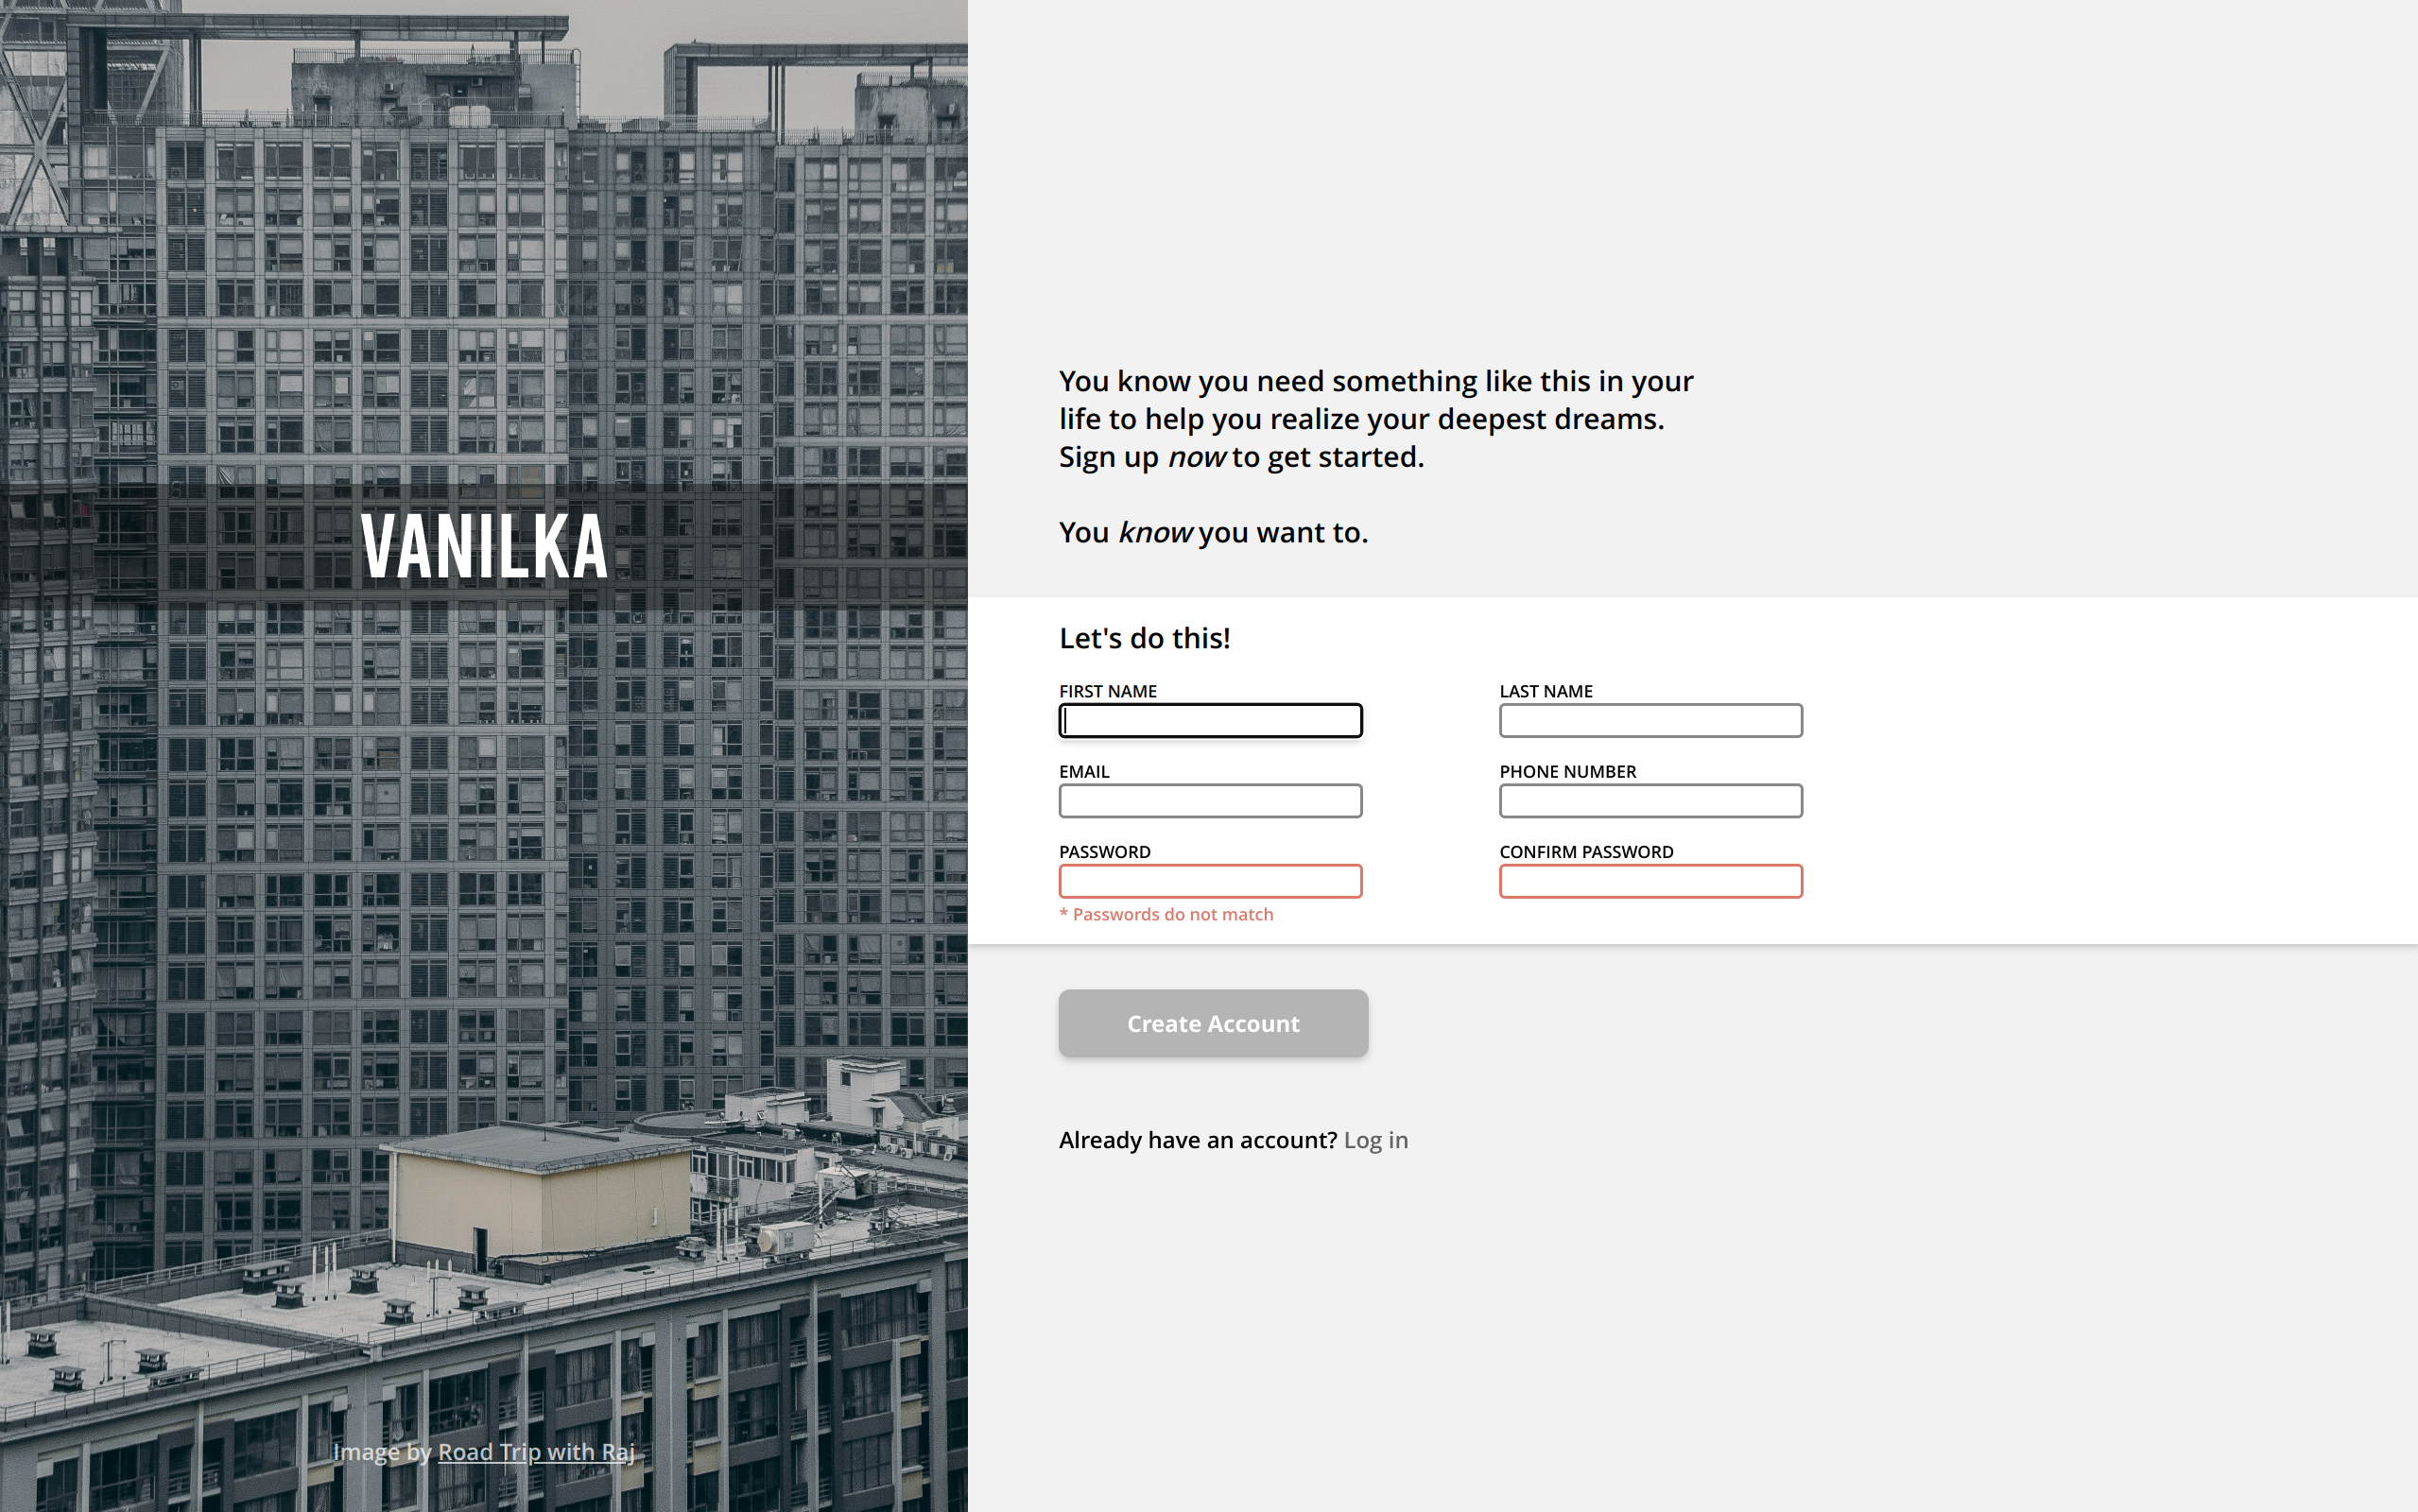 VANILKA
Image by Road Trip with Raj
You know you need something like this in your
life to help you realize your deepest dreams.
Sign up now to get started.
You know you want to.
Let's do this!
FIRST NAME
LAST NAME
EMAIL
PHONE NUMBER
PASSWORD
CONFIRM PASSWORD
* Passwords do not match
Create Account
Already have an account? Log in